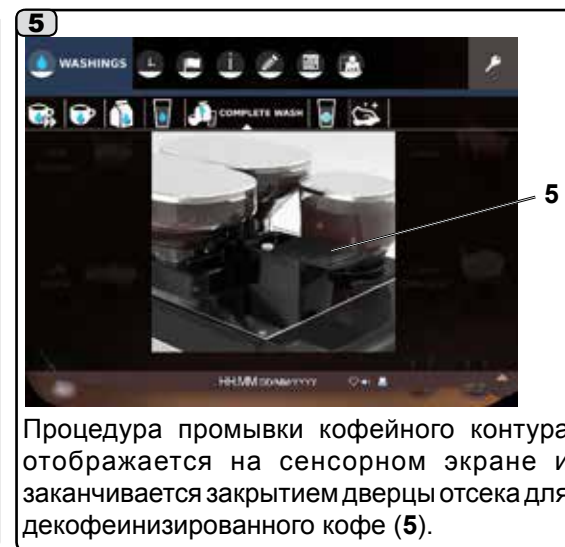 5
WASHINGS
COMPLETE WASH
5
HH:MM DD/MM/YYYY
Процедура промывки кофейного контура
отображается на сенсорном экране и
заканчивается закрытием дверцы отсека для
декофеинизированного кофе (5).